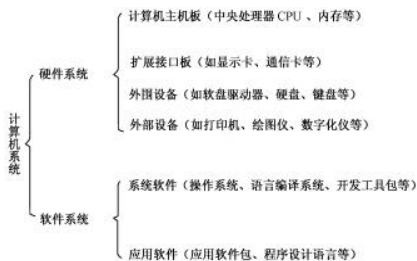 计算机主机板（中央处理器CPU、内存等）
扩展接口板（如显示卡、通信卡等）
硬件系统
外围设备（如软盘驱动器、硬盘、键盘等）
外部设备（如打印机、绘图仪、数字化仪等）
计算机系统
系统软件（操作系统、语言编译系统、开发工具包等）
软件系统
应用软件（应用软件包、程序设计语言等）